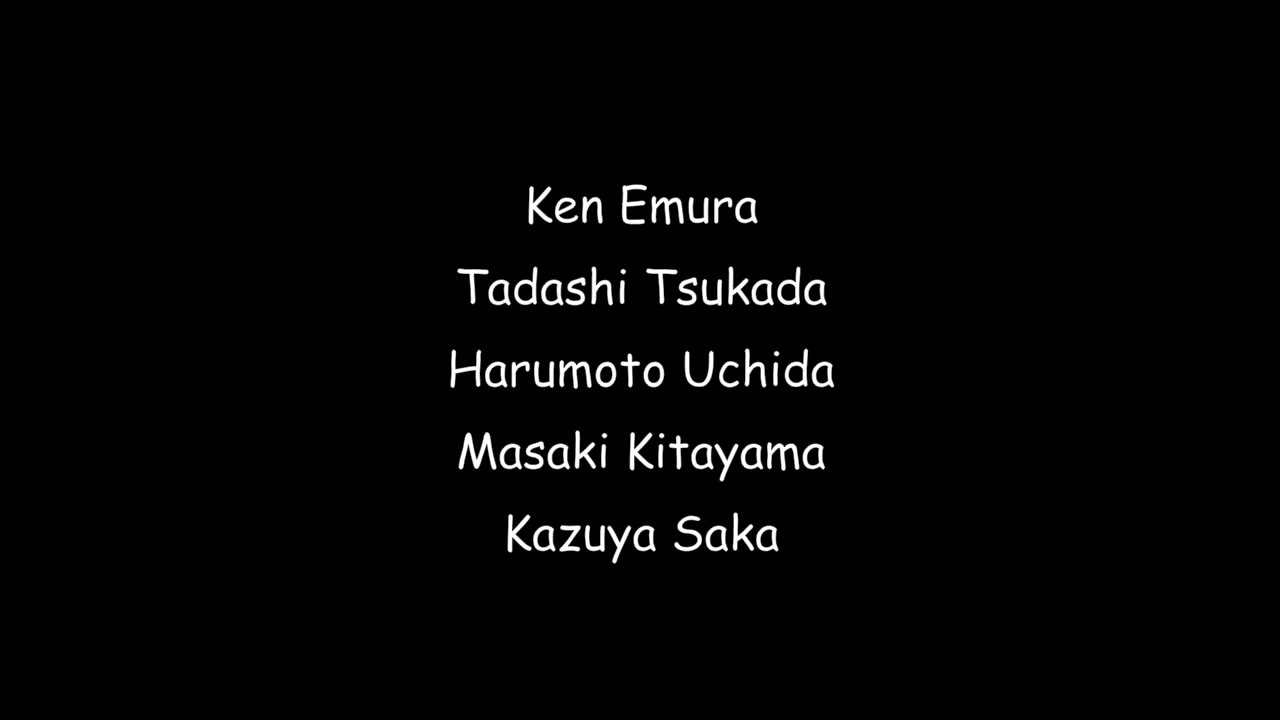 Ken Emura
Tadashi Tsukada
Harumoto Uchida
Masaki Kitayama
Kazuya Saka